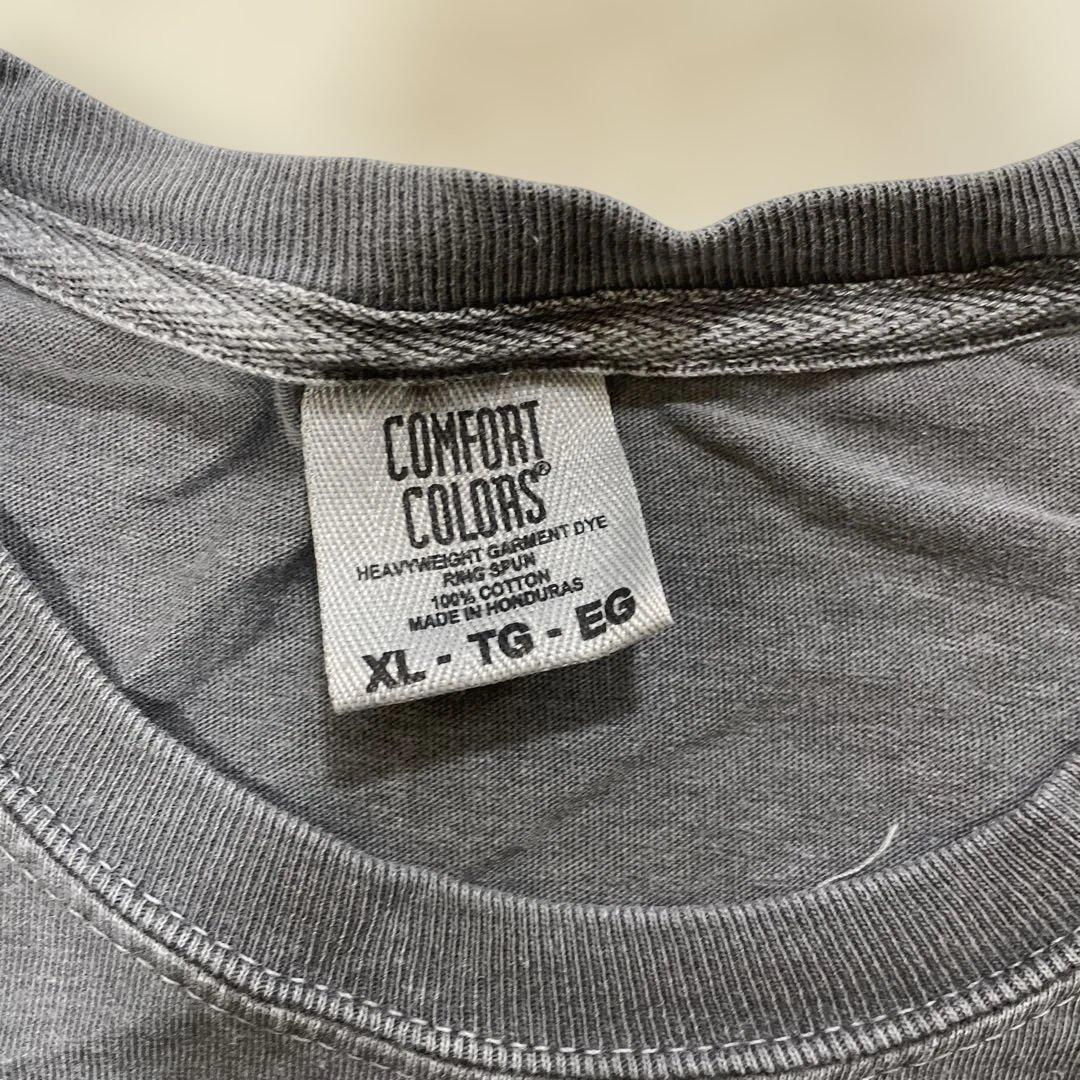 COMFORT
COLORS®
HEAVYWEIGHT GARMENT DYE
RING SPUN
100% COTTON
MADE IN HONDURAS
XL - TG - EG